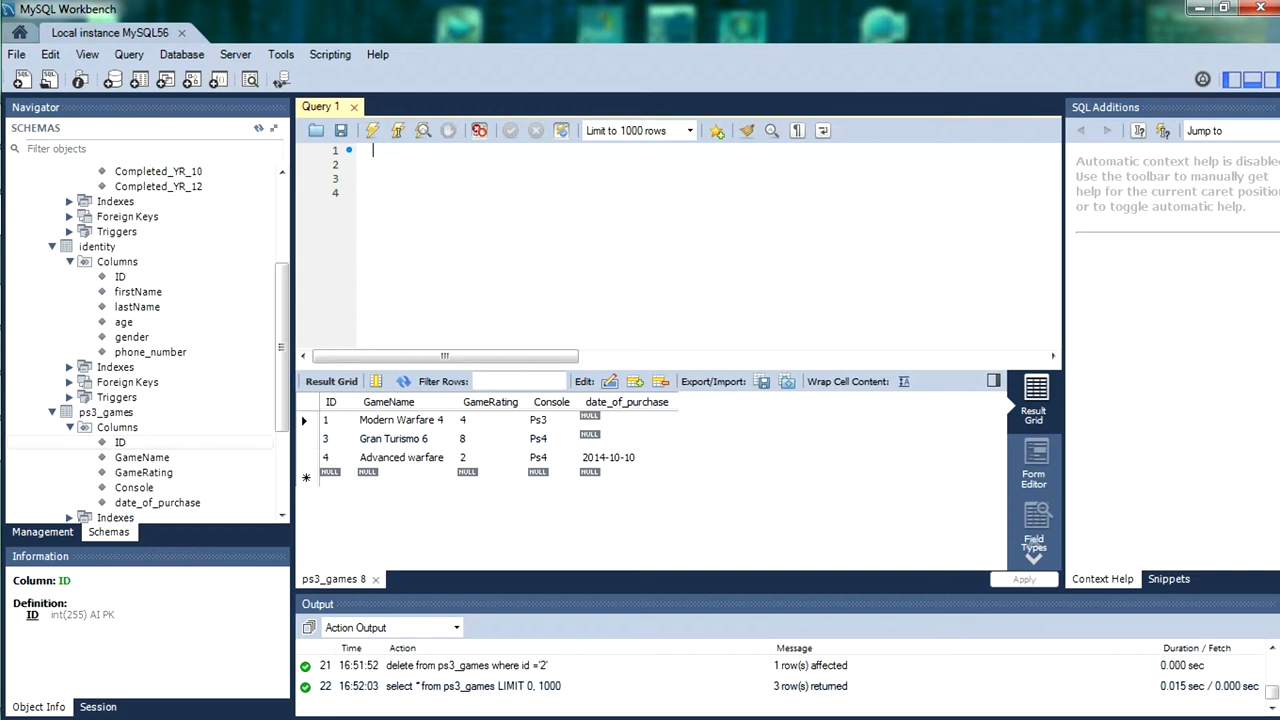 MySQL Workbench
Local instance MySQL56
File Edit View Query Database Server Tools Scripting Help
Navigator
SCHEMAS
Filter objects
Completed_YR_10
Completed_YR_12
Indexes
Foreign Keys
Triggers
identity
Columns
ID
firstName
lastName
age
gender
phone_number
Indexes
Foreign Keys
Triggers
ps3_games
Columns
ID
GameName
GameRating
Console
date_of_purchase
Indexes
Management Schemas
Information
Column: ID
Definition:
ID int(255) AI PK
Object Info Session
Query 1
Limit to 1000 rows
1
2
3
4
Result Grid Filter Rows: Edit: Export/Import: Wrap Cell Content:
ID GameName GameRating Console date_of_purchase
1 Modern Warfare 4 4 Ps3 NULL
3 Gran Turismo 6 8 Ps4 NULL
4 Advanced warfare 2 Ps4 2014-10-10
NULL NULL NULL NULL NULL
Result
Grid
Form
Editor
Field
Types
ps3_games 8
Apply
Output
Action Output
Time Action Message Duration / Fetch
21 16:51:52 delete from ps3_games where id ='2' 1 row(s) affected 0.000 sec
22 16:52:03 select * from ps3_games LIMIT 0, 1000 3 row(s) returned 0.015 sec / 0.000 sec
SQL Additions
Jump to
Automatic context help is disable
Use the toolbar to manually get
help for the current caret position
or to toggle automatic help.
Context Help Snippets